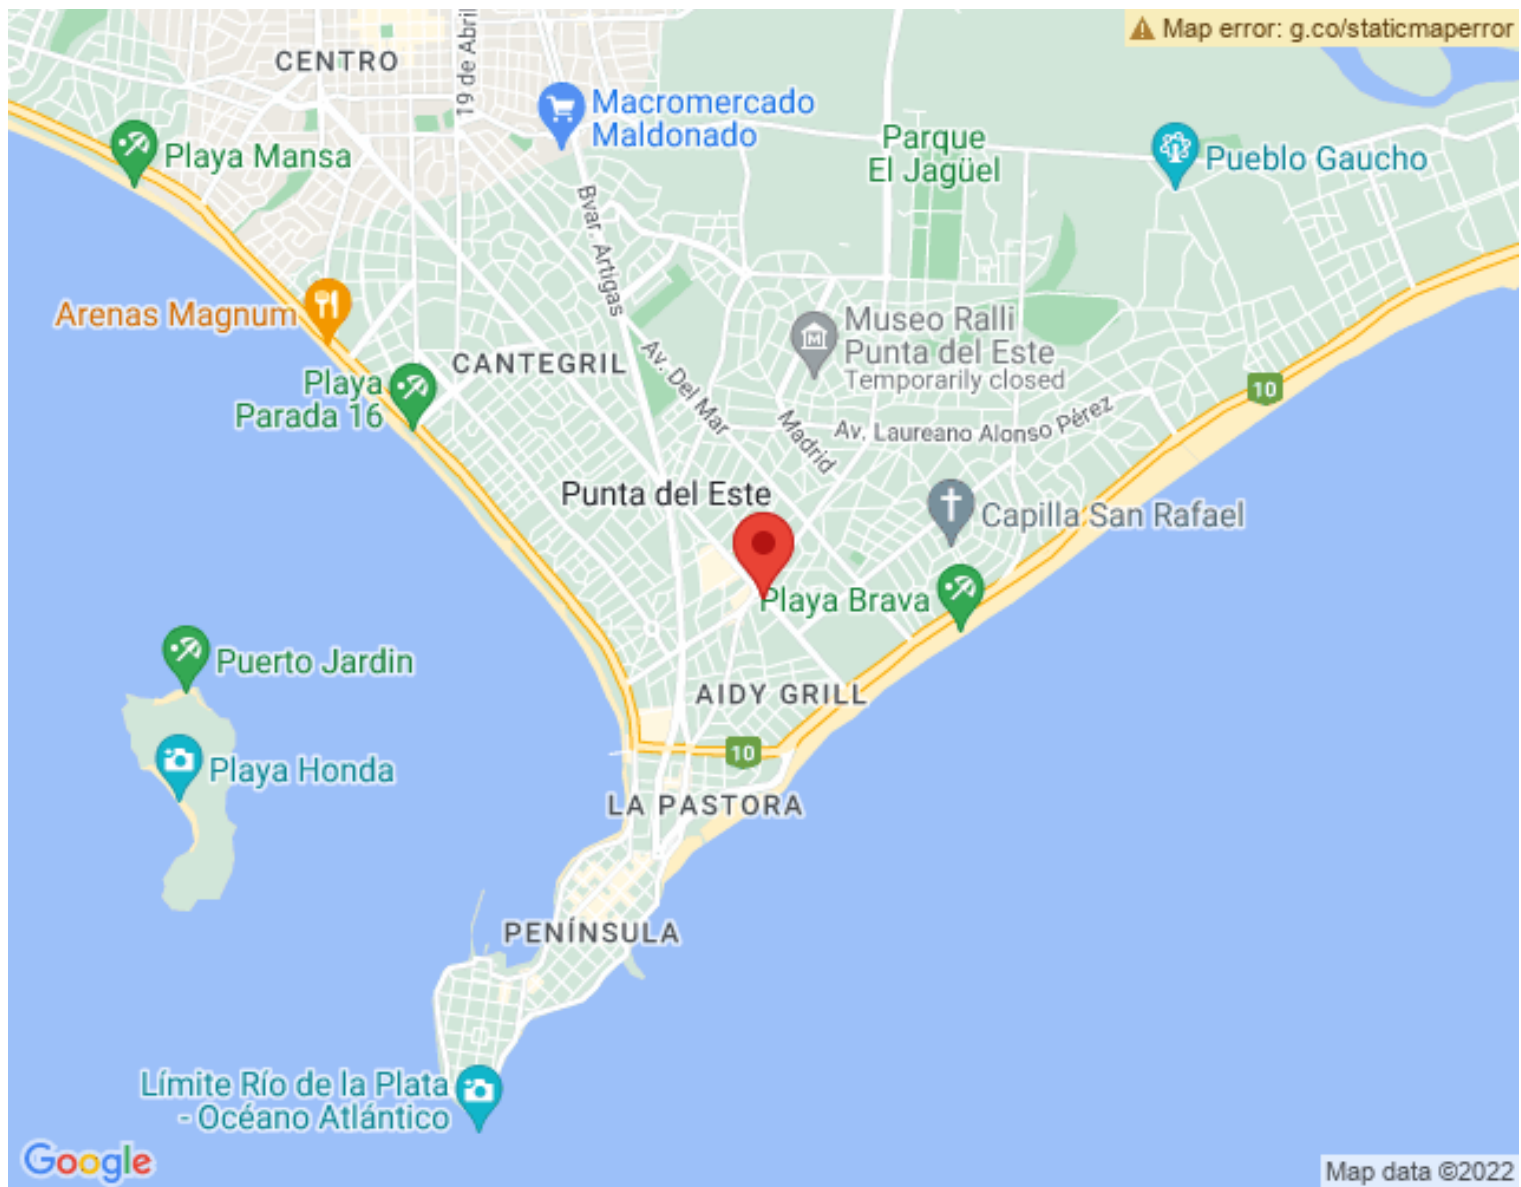 Map error: g.co/staticmaperror
CENTRO
19 de Abril
Macromercado
Maldonado
Parque
El Jagüel
Playa Mansa
Pueblo Gaucho
Bvar. Artigas
Arenas Magnum
Museo Ralli
Punta del Este
Temporarily closed
CANTEGRIL
Av. Del Mar
Playa
Parada 16
10
Madrid
Av. Laureano Alonso Pérez
Punta del Este
Capilla San Rafael
Playa Brava
Puerto Jardin
AIDY GRILL
10
Playa Honda
LA PASTORA
PENÍNSULA
Límite Río de la Plata
- Océano Atlántico
Google
Map data ©2022